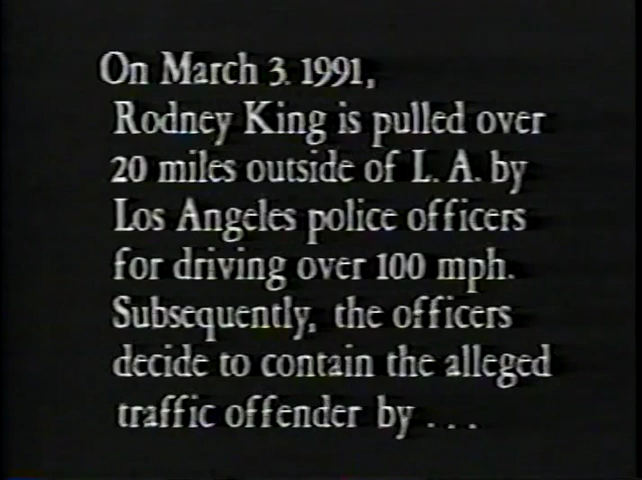 On March 3. 1991,
Rodney King is pulled over
20 miles outside of L. A. by
Los Angeles police officers
for driving over 100 mph.
Subsequently, the officers
decide to contain the alleged
traffic offender by . . .